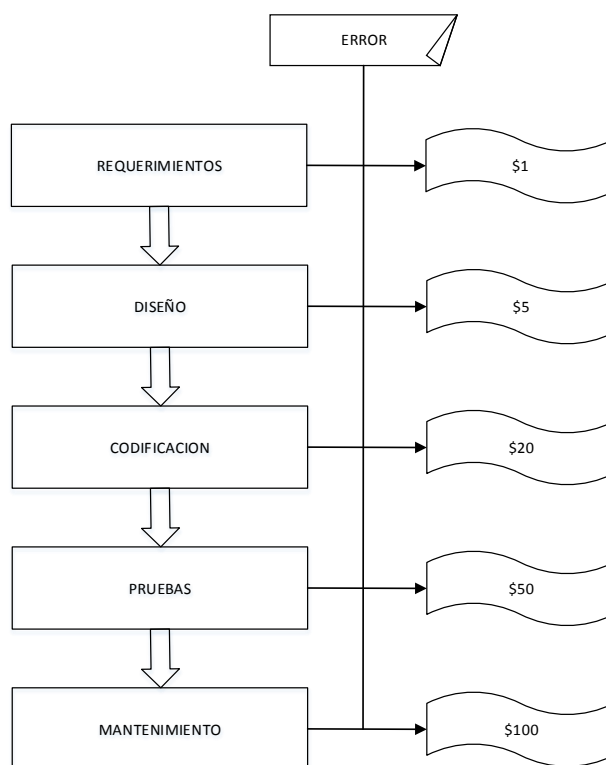 ERROR
REQUERIMIENTOS
$1
DISEÑO
$5
CODIFICACION
$20
PRUEBAS
$50
MANTENIMIENTO
$100